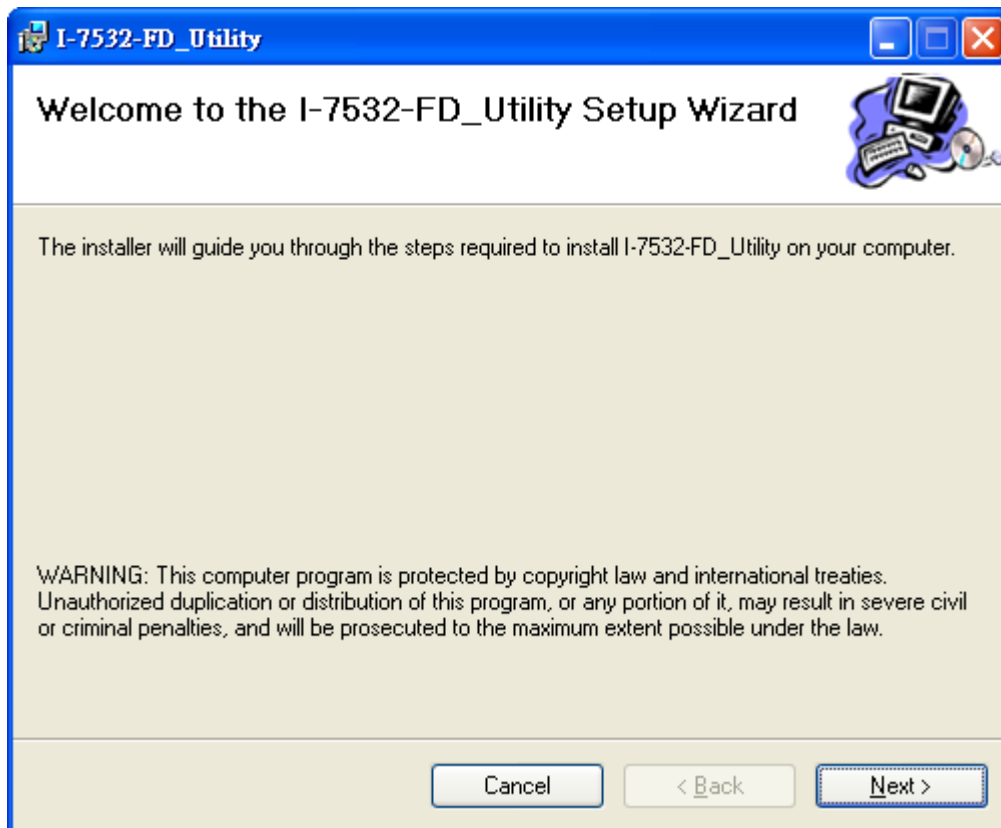 I-7532-FD_Utility
Welcome to the I-7532-FD_Utility Setup Wizard
The installer will guide you through the steps required to install I-7532-FD_Utility on your computer.
WARNING: This computer program is protected by copyright law and international treaties.
Unauthorized duplication or distribution of this program, or any portion of it, may result in severe civil
or criminal penalties, and will be prosecuted to the maximum extent possible under the law.
Cancel
< Back
Next >